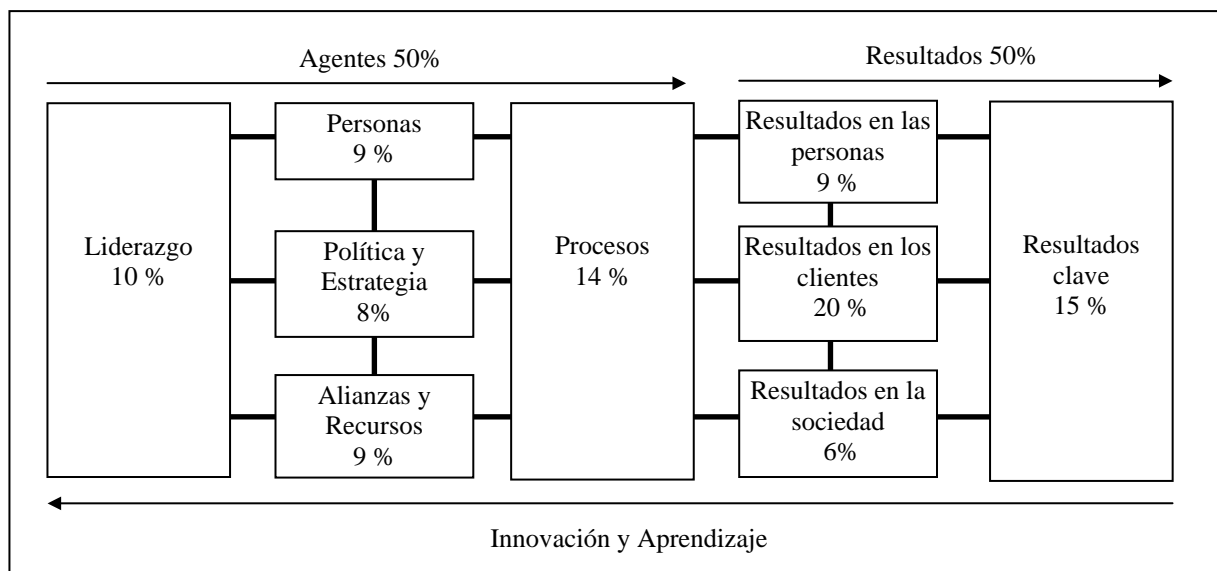 Agentes 50%
Resultados 50%
Liderazgo
10 %
Personas
9 %
Política y
Estrategia
8%
Alianzas y
Recursos
9 %
Procesos
14 %
Resultados en las
personas
9 %
Resultados en los
clientes
20 %
Resultados en la
sociedad
6%
Resultados
clave
15 %
Innovación y Aprendizaje